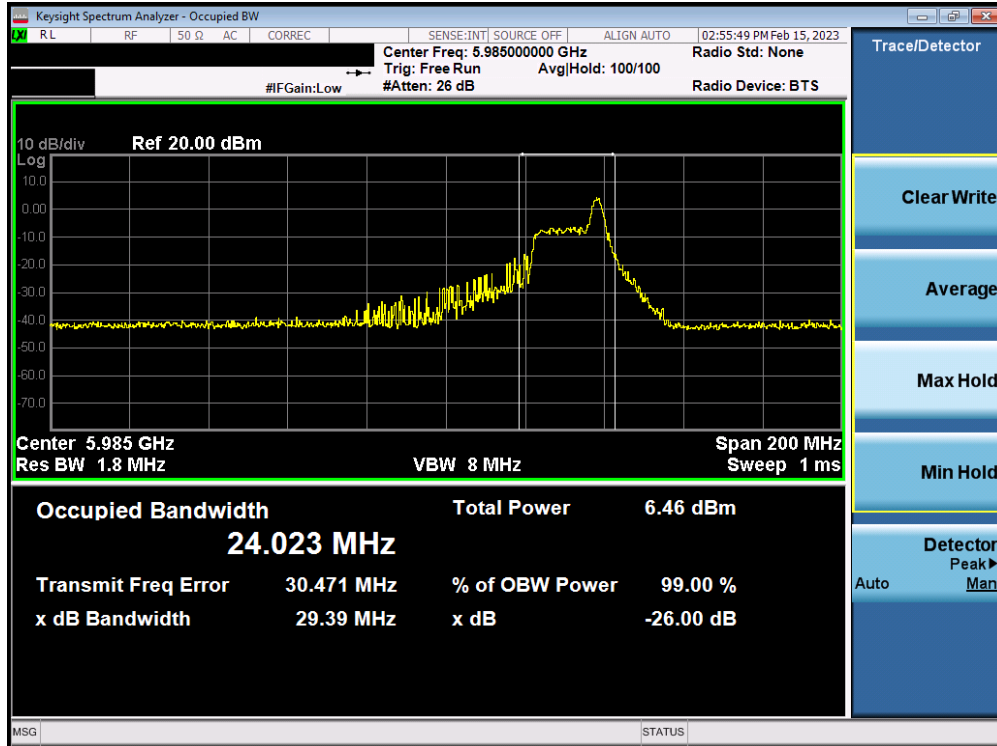 Keysight Spectrum Analyzer - Occupied BW
LXI RL RF 50 Ω AC CORREC SENSE:INT SOURCE OFF ALIGN AUTO 02:55:49 PM Feb 15, 2023
Center Freq: 5.985000000 GHz Radio Std: None
Trig: Free Run Avg|Hold: 100/100
#IFGain:Low #Atten: 26 dB Radio Device: BTS
10 dB/div Ref 20.00 dBm
Log
10.0
0.00
-10.0
-20.0
-30.0
-40.0
-50.0
-60.0
-70.0
Center 5.985 GHz Span 200 MHz
Res BW 1.8 MHz VBW 8 MHz Sweep 1 ms
Occupied Bandwidth Total Power 6.46 dBm
24.023 MHz
Transmit Freq Error 30.471 MHz % of OBW Power 99.00 %
x dB Bandwidth 29.39 MHz x dB -26.00 dB
Trace/Detector
Clear Write
Average
Max Hold
Min Hold
Detector
Peak
Auto Man
MSG STATUS